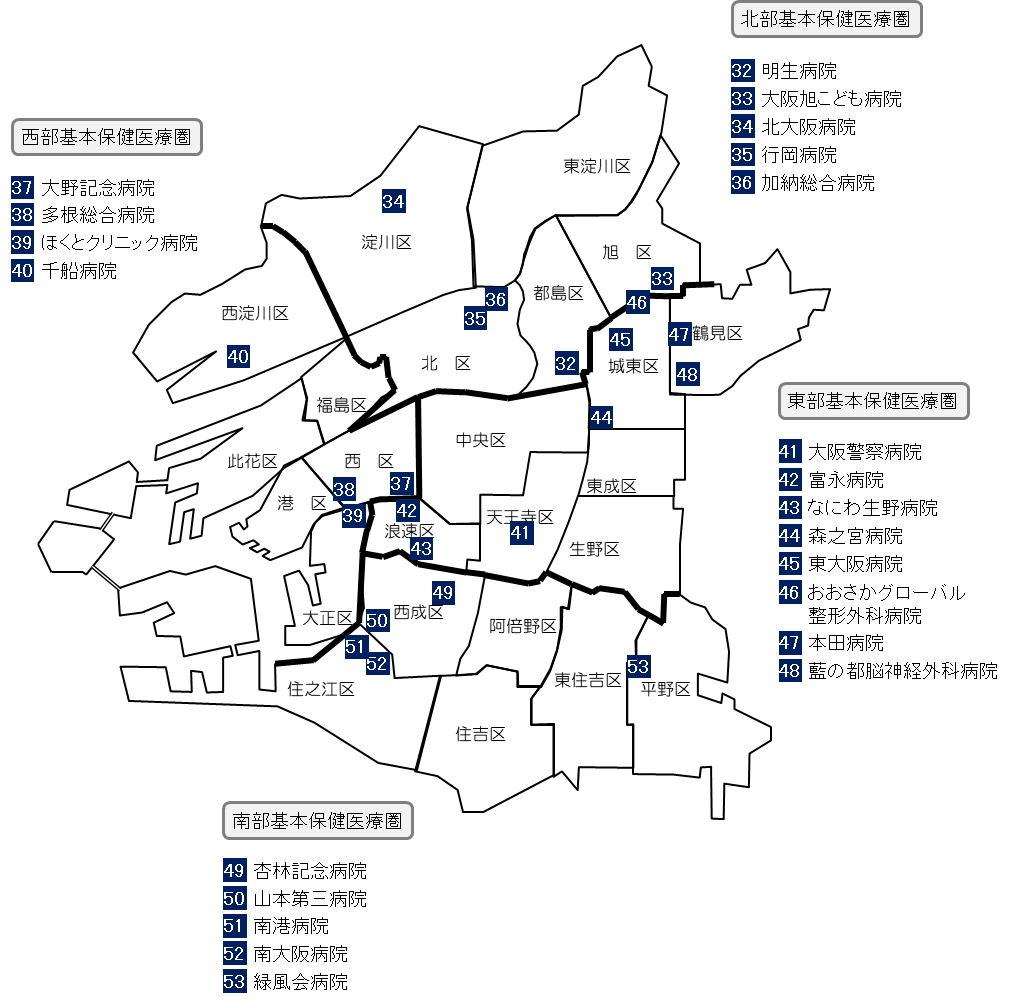 北部基本保健医療圏
32 明生病院
33 大阪旭こども病院
34 北大阪病院
35 行岡病院
36 加納総合病院
西部基本保健医療圏
37 大野記念病院
38 多根総合病院
39 ほくとクリニック病院
40 千船病院
東淀川区
34
淀川区
旭　区
33
都島区
36
35
46
西淀川区
40
45
47
鶴見区
北　区
32
城東区
48
福島区
44
中央区
此花区
西　区
37
38
39
港　区
42
浪速区
43
東成区
天王寺区
41
生野区
大正区
49
西成区
50
阿倍野区
51
52
住之江区
東住吉区
53
平野区
住吉区
東部基本保健医療圏
41 大阪警察病院
42 富永病院
43 なにわ生野病院
44 森之宮病院
45 東大阪病院
46 おおさかグローバル
整形外科病院
47 本田病院
48 藍の都脳神経外科病院
南部基本保健医療圏
49 杏林記念病院
50 山本第三病院
51 南港病院
52 南大阪病院
53 緑風会病院